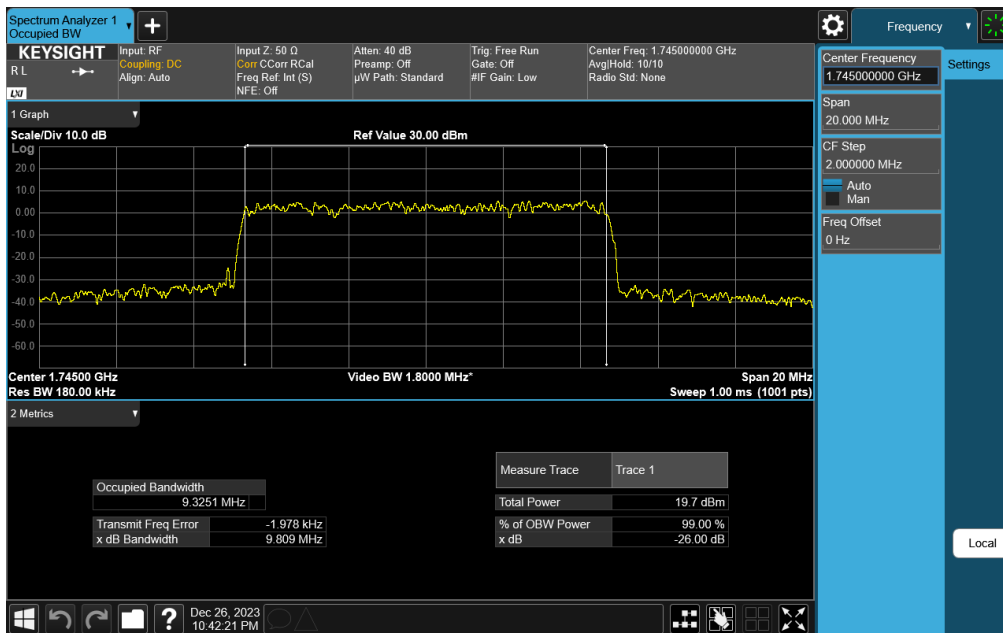 Spectrum Analyzer 1
Occupied BW
Frequency
KEYSIGHT
R L
LXI
Input: RF
Coupling: DC
Align: Auto
Input Z: 50 Ω
Corr CCorr RCal
Freq Ref: Int (S)
NFE: Off
Atten: 40 dB
Preamp: Off
µW Path: Standard
Trig: Free Run
Gate: Off
#IF Gain: Low
Center Freq: 1.745000000 GHz
Avg|Hold: 10/10
Radio Std: None
Center Frequency
1.745000000 GHz
Settings
Span
20.000 MHz
CF Step
2.000000 MHz
Auto
Man
Freq Offset
0 Hz
Local
1 Graph
Scale/Div 10.0 dB
Ref Value 30.00 dBm
Log
20.0
10.0
0.00
-10.0
-20.0
-30.0
-40.0
-50.0
-60.0
Center 1.74500 GHz
Video BW 1.8000 MHz*
Span 20 MHz
Res BW 180.00 kHz
Sweep 1.00 ms (1001 pts)
2 Metrics
Occupied Bandwidth
9.3251 MHz
Transmit Freq Error -1.978 kHz
x dB Bandwidth 9.809 MHz
Measure Trace Trace 1
Total Power 19.7 dBm
% of OBW Power 99.00 %
x dB -26.00 dB
?
Dec 26, 2023
10:42:21 PM